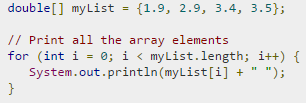 double[] myList = {1.9, 2.9, 3.4, 3.5};
// Print all the array elements
for (int i = 0; i < myList.length; i++) {
System.out.println(myList[i] + " ");
}